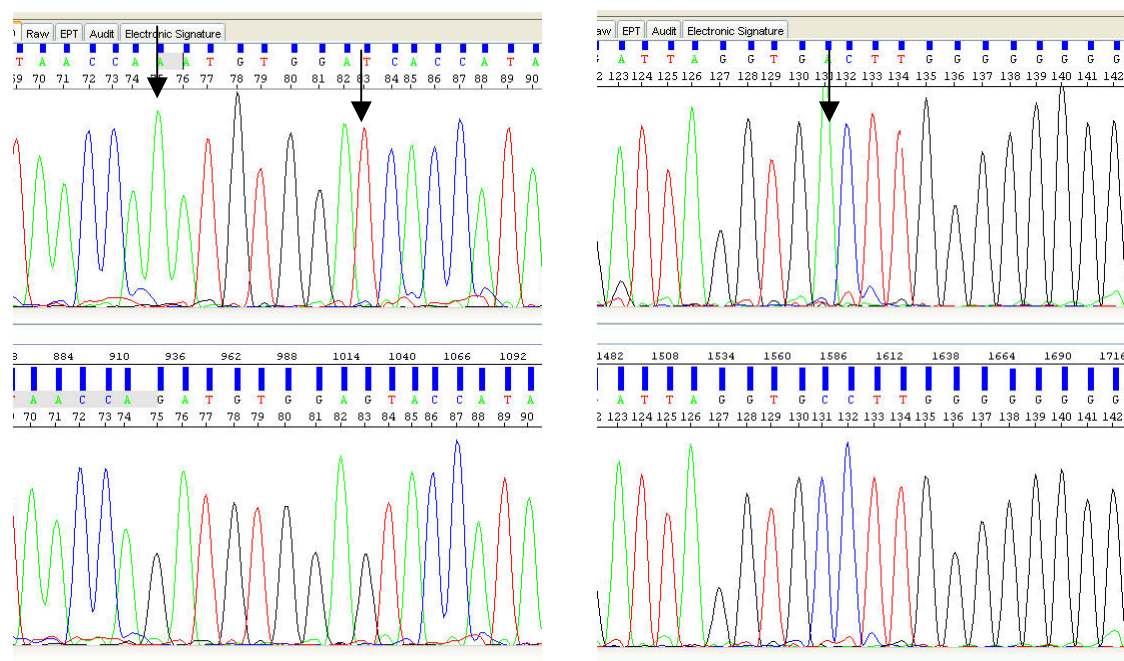 Raw EPT Audit Electronic Signature
T A A C C A A A T G T G G A T C A C C A T A
70 71 72 73 74 75 76 77 78 79 80 81 82 83 84 85 86 87 88 89 90
884 910 936 962 988 1014 1040 1066 1092
A A C C A G A T G T G G A G T A C C A T A
70 71 72 73 74 75 76 77 78 79 80 81 82 83 84 85 86 87 88 89 90
EPT Audit Electronic Signature
A T T A G G T G A C T T G G G G G G G G
123 124 125 126 127 128 129 130 131 132 133 134 135 136 137 138 139 140 141 142
1482 1508 1534 1560 1586 1612 1638 1664 1690 1716
A T T A G G T G C C T T G G G G G G G G
123 124 125 126 127 128 129 130 131 132 133 134 135 136 137 138 139 140 141 142